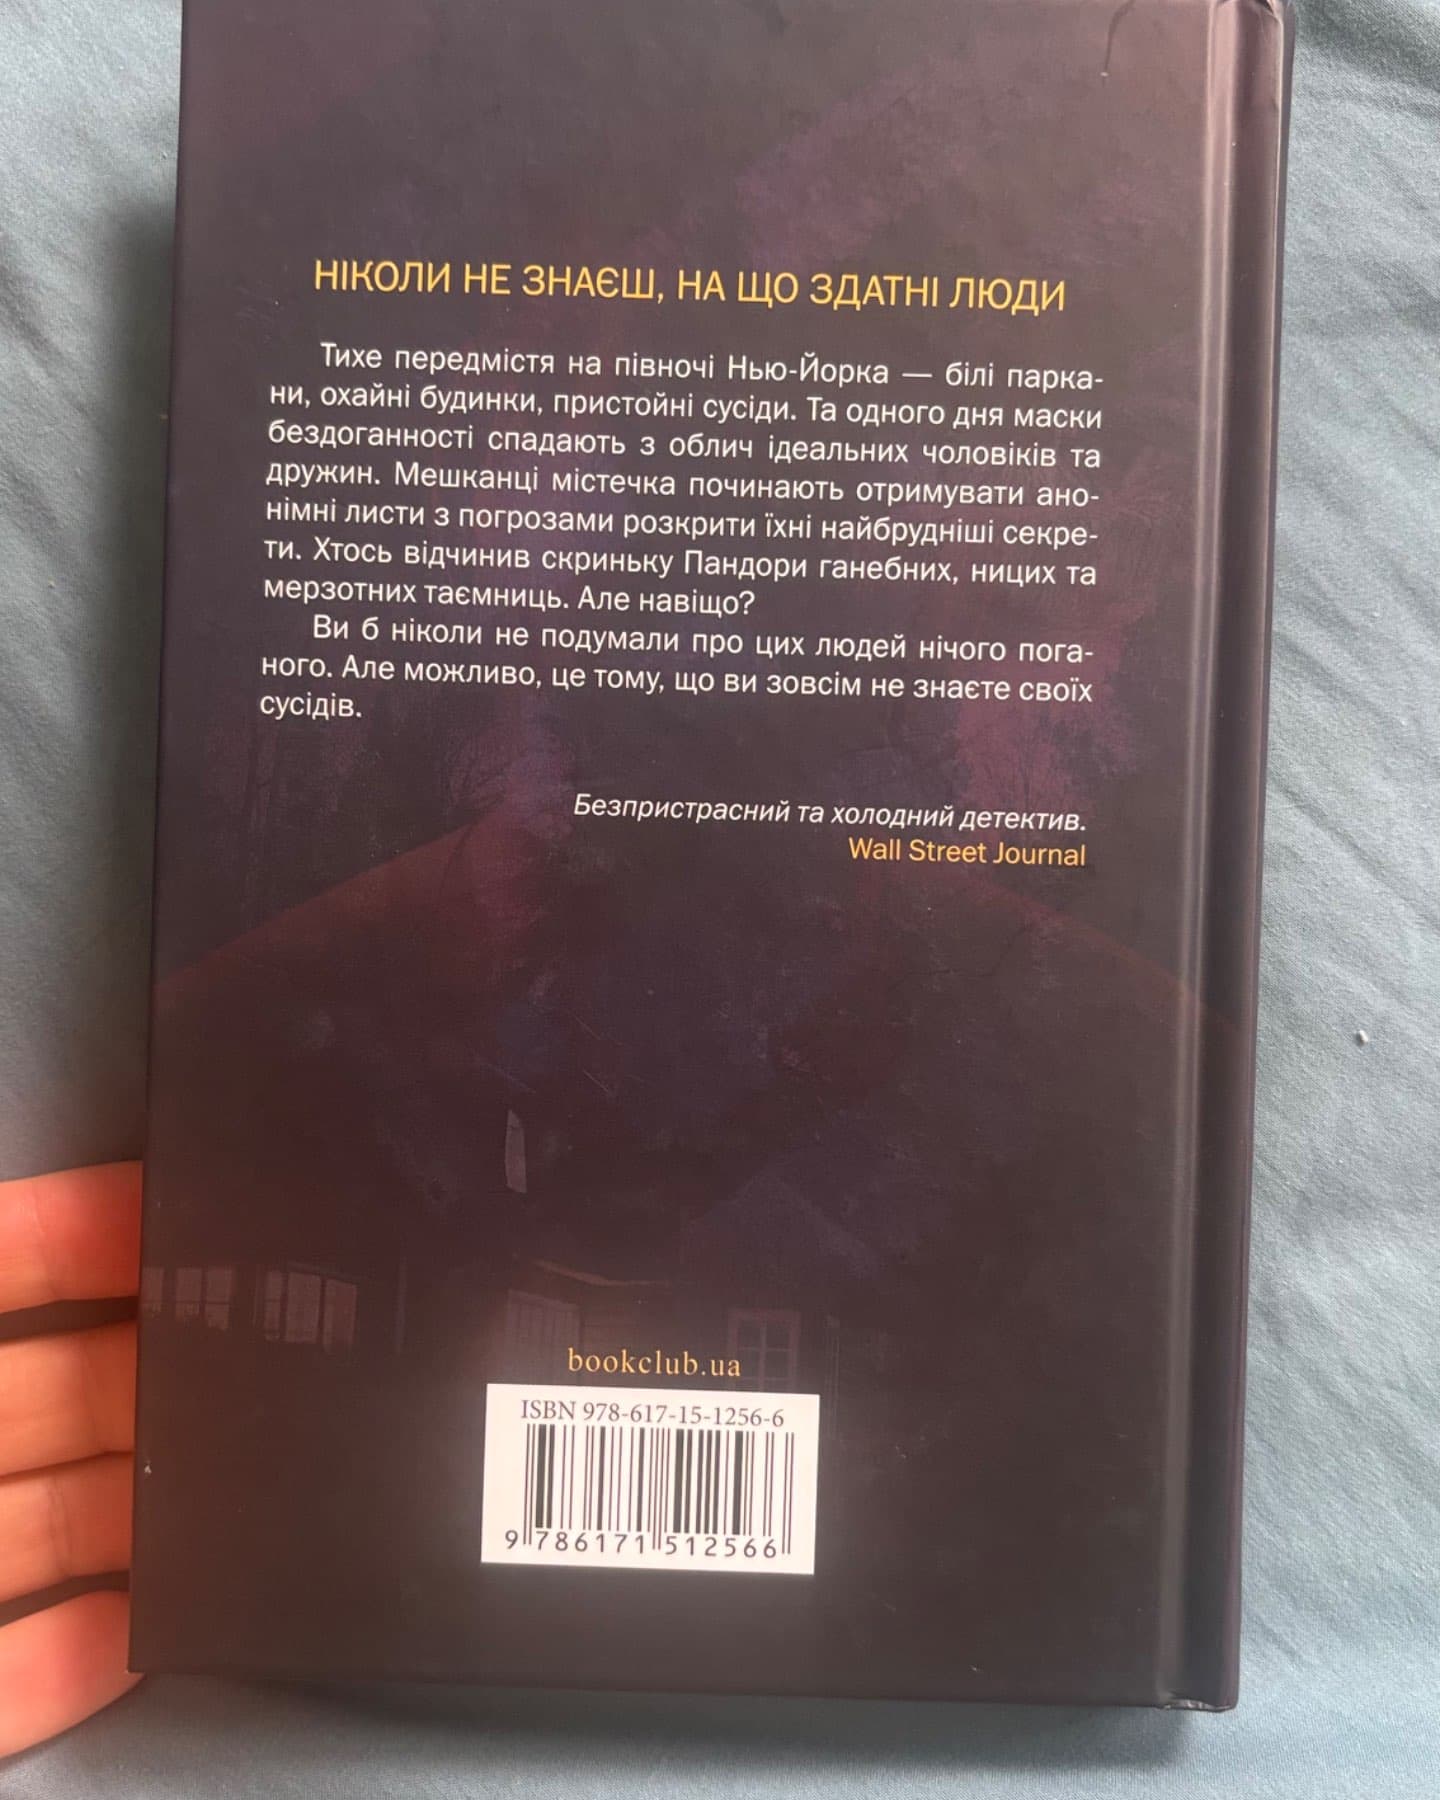 НІКОЛИ НЕ ЗНАЄШ, НА ЩО ЗДАТНІ ЛЮДИ
Тихе передмістя на півночі Нью-Йорка — білі парка-
ни, охайні будинки, пристойні сусіди. Та одного дня маски
бездоганності спадають з облич ідеальних чоловіків та
дружин. Мешканці містечка починають отримувати ано-
німні листи з погрозами розкрити їхні найбрудніші секре-
ти. Хтось відчинив скриньку Пандори ганебних, ницих та
мерзотних таємниць. Але навіщо?
Ви б ніколи не подумали про цих людей нічого пога-
ного. Але можливо, це тому, що ви зовсім не знаєте своїх
сусідів.
Безпристрасний та холодний детектив.
Wall Street Journal
bookclub.ua
ISBN 978-617-15-1256-6
9 786171 512566